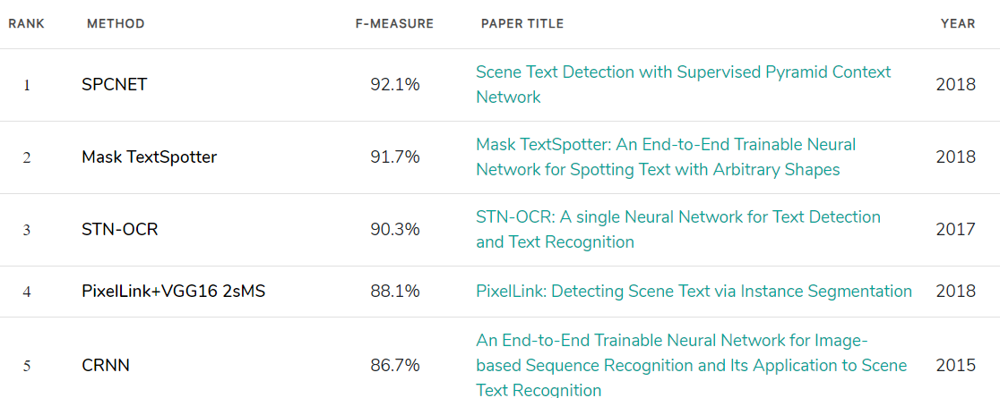 RANK METHOD F-MEASURE PAPER TITLE YEAR
1 SPCNET 92.1% Scene Text Detection with Supervised Pyramid Context 2018
Network
2 Mask TextSpotter 91.7% Mask TextSpotter: An End-to-End Trainable Neural 2018
Network for Spotting Text with Arbitrary Shapes
3 STN-OCR 90.3% STN-OCR: A single Neural Network for Text Detection 2017
and Text Recognition
4 PixelLink+VGG16 2sMS 88.1% PixelLink: Detecting Scene Text via Instance Segmentation 2018
An End-to-End Trainable Neural Network for Image-
5 CRNN 86.7% based Sequence Recognition and Its Application to Scene 2015
Text Recognition